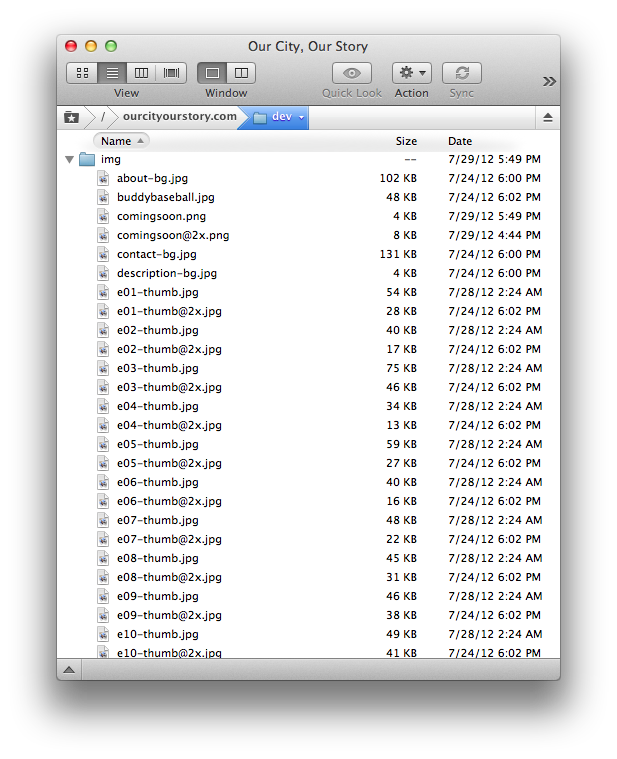 Our City, Our Story
View Window Quick Look Action Sync
/ ourcityyourstory.com dev
Name Size Date
img -- 7/29/12 5:49 PM
about-bg.jpg 102 KB 7/24/12 6:00 PM
buddybaseball.jpg 48 KB 7/24/12 6:02 PM
comingsoon.png 4 KB 7/29/12 5:49 PM
comingsoon@2x.png 8 KB 7/29/12 4:44 PM
contact-bg.jpg 131 KB 7/24/12 6:00 PM
description-bg.jpg 4 KB 7/24/12 6:00 PM
e01-thumb.jpg 54 KB 7/28/12 2:24 AM
e01-thumb@2x.jpg 28 KB 7/24/12 6:02 PM
e02-thumb.jpg 40 KB 7/28/12 2:24 AM
e02-thumb@2x.jpg 17 KB 7/24/12 6:02 PM
e03-thumb.jpg 75 KB 7/28/12 2:24 AM
e03-thumb@2x.jpg 46 KB 7/24/12 6:02 PM
e04-thumb.jpg 34 KB 7/28/12 2:24 AM
e04-thumb@2x.jpg 13 KB 7/24/12 6:02 PM
e05-thumb.jpg 59 KB 7/28/12 2:24 AM
e05-thumb@2x.jpg 27 KB 7/24/12 6:02 PM
e06-thumb.jpg 40 KB 7/28/12 2:24 AM
e06-thumb@2x.jpg 16 KB 7/24/12 6:02 PM
e07-thumb.jpg 48 KB 7/28/12 2:24 AM
e07-thumb@2x.jpg 22 KB 7/24/12 6:02 PM
e08-thumb.jpg 45 KB 7/28/12 2:24 AM
e08-thumb@2x.jpg 31 KB 7/24/12 6:02 PM
e09-thumb.jpg 46 KB 7/28/12 2:24 AM
e09-thumb@2x.jpg 38 KB 7/24/12 6:02 PM
e10-thumb.jpg 49 KB 7/28/12 2:24 AM
e10-thumb@2x.jpg 41 KB 7/24/12 6:02 PM